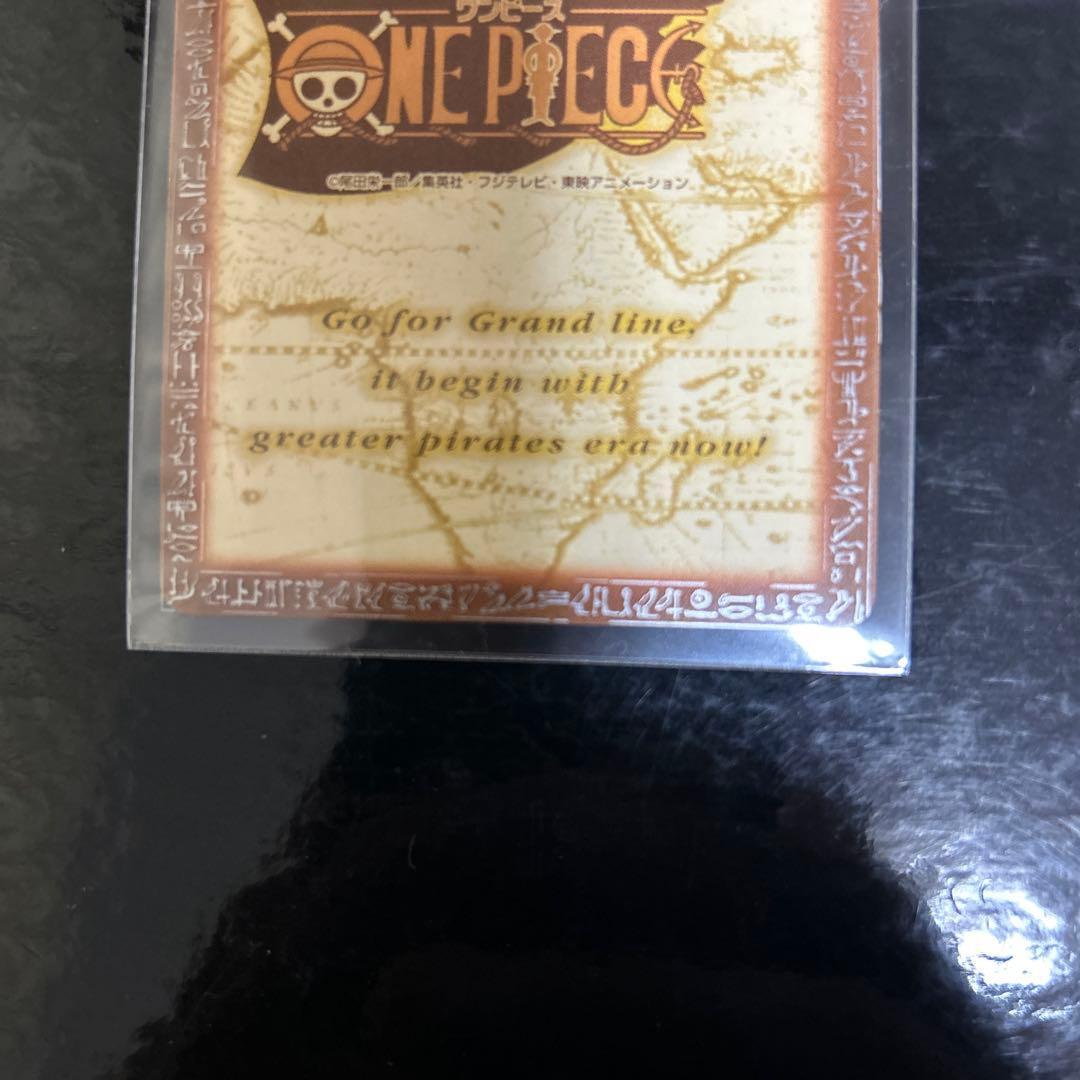 ワンピース
ONE PIECE
©尾田栄一郎/集英社・フジテレビ・東映アニメーション
Go for Grand line,
it begin with
greater pirates era now!